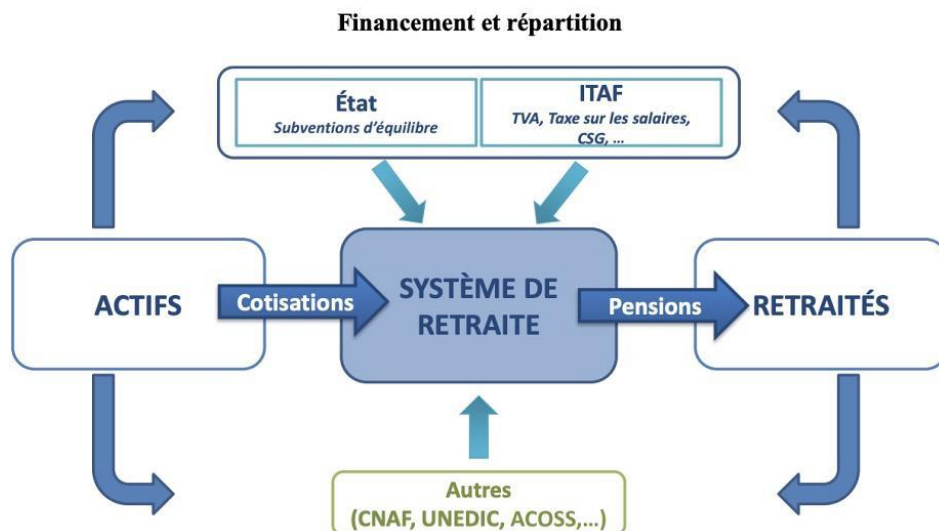 Financement et répartition
État
Subventions d'équilibre
ITAF
TVA, Taxe sur les salaires,
CSG, ...
ACTIFS
Cotisations
SYSTÈME DE
RETRAITE
Pensions
RETRAITÉS
Autres
(CNAF, UNEDIC, ACOSS,...)